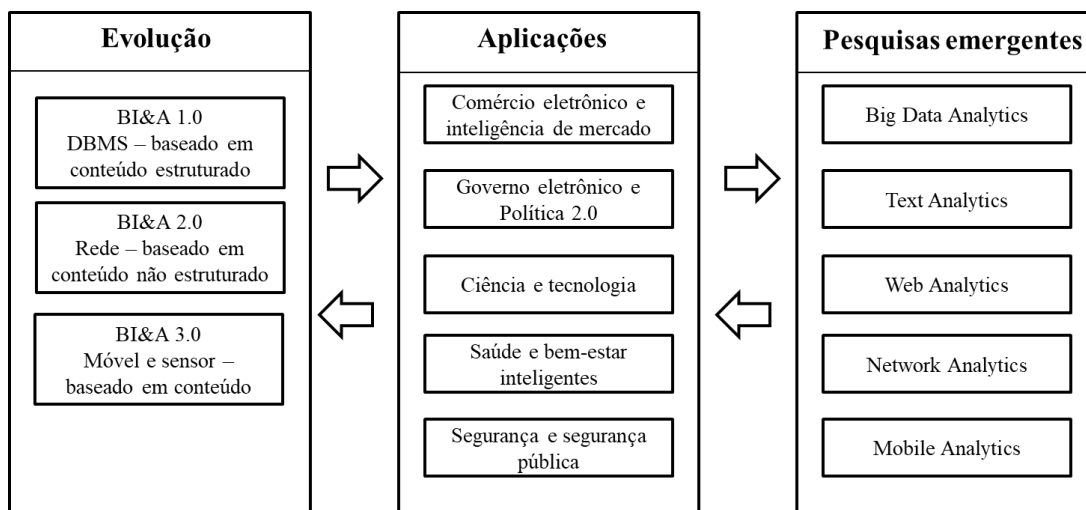 Evolução
BI&A 1.0
DBMS – baseado em
conteúdo estruturado
BI&A 2.0
Rede – baseado em
conteúdo não estruturado
BI&A 3.0
Móvel e sensor –
baseado em conteúdo
Aplicações
Comércio eletrônico e
inteligência de mercado
Governo eletrônico e
Política 2.0
Ciência e tecnologia
Saúde e bem-estar
inteligentes
Segurança e segurança
pública
Pesquisas emergentes
Big Data Analytics
Text Analytics
Web Analytics
Network Analytics
Mobile Analytics